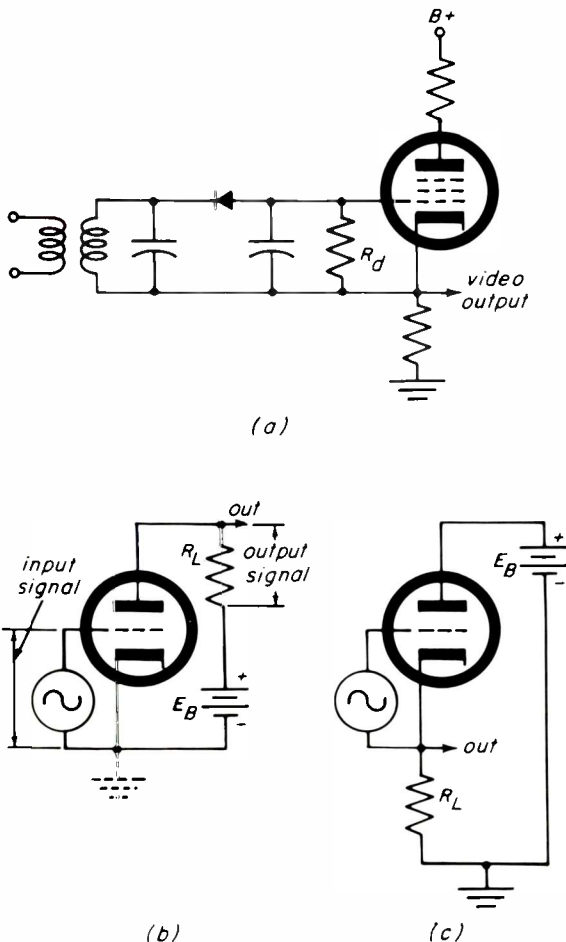 B+
R_d
video
output
(a)
out
R_L
output
signal
input
signal
E_B
+
-
(b)
+
E_B
-
out
R_L
(c)